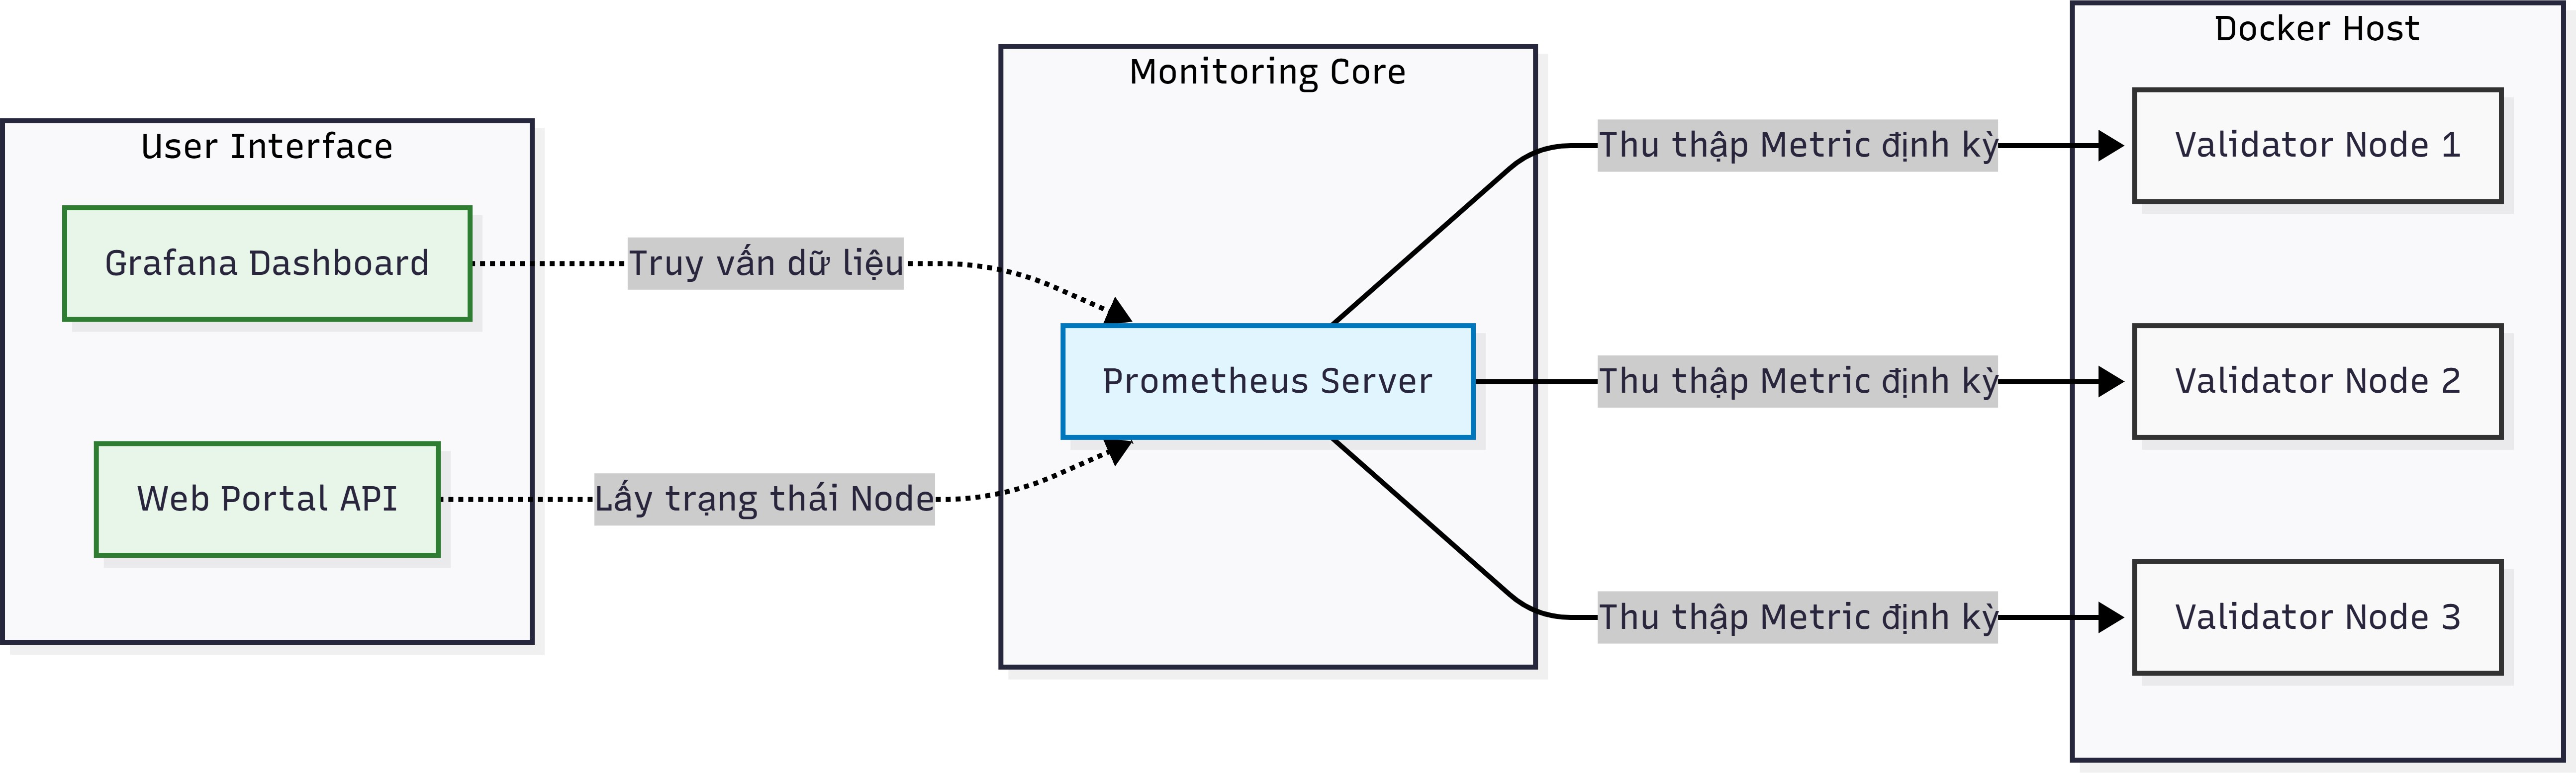 User Interface
Grafana Dashboard
Web Portal API
Truy vấn dữ liệu
Lấy trạng thái Node
Monitoring Core
Prometheus Server
Thu thập Metric định kỳ
Thu thập Metric định kỳ
Thu thập Metric định kỳ
Docker Host
Validator Node 1
Validator Node 2
Validator Node 3